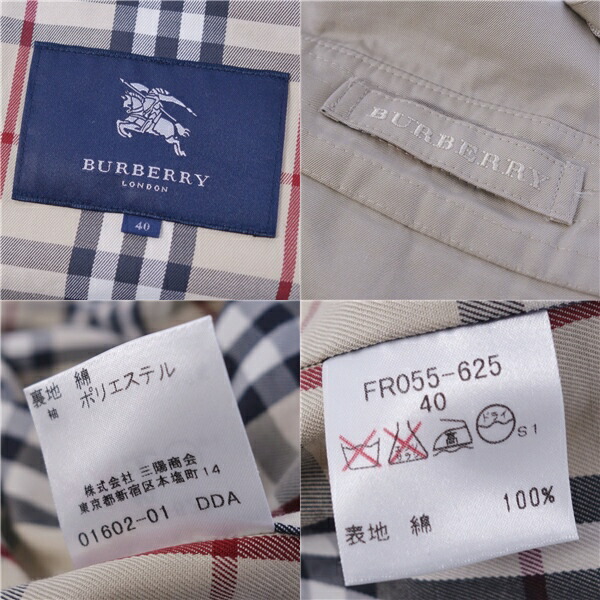 BURBERRY
LONDON
40
BURBERRY
裏地 綿
袖 ポリエステル
株式会社 三陽商会
東京都新宿区本塩町14
01602-01 DDA
FR055-625
40
高 ドライ
S1
100%
表地 綿